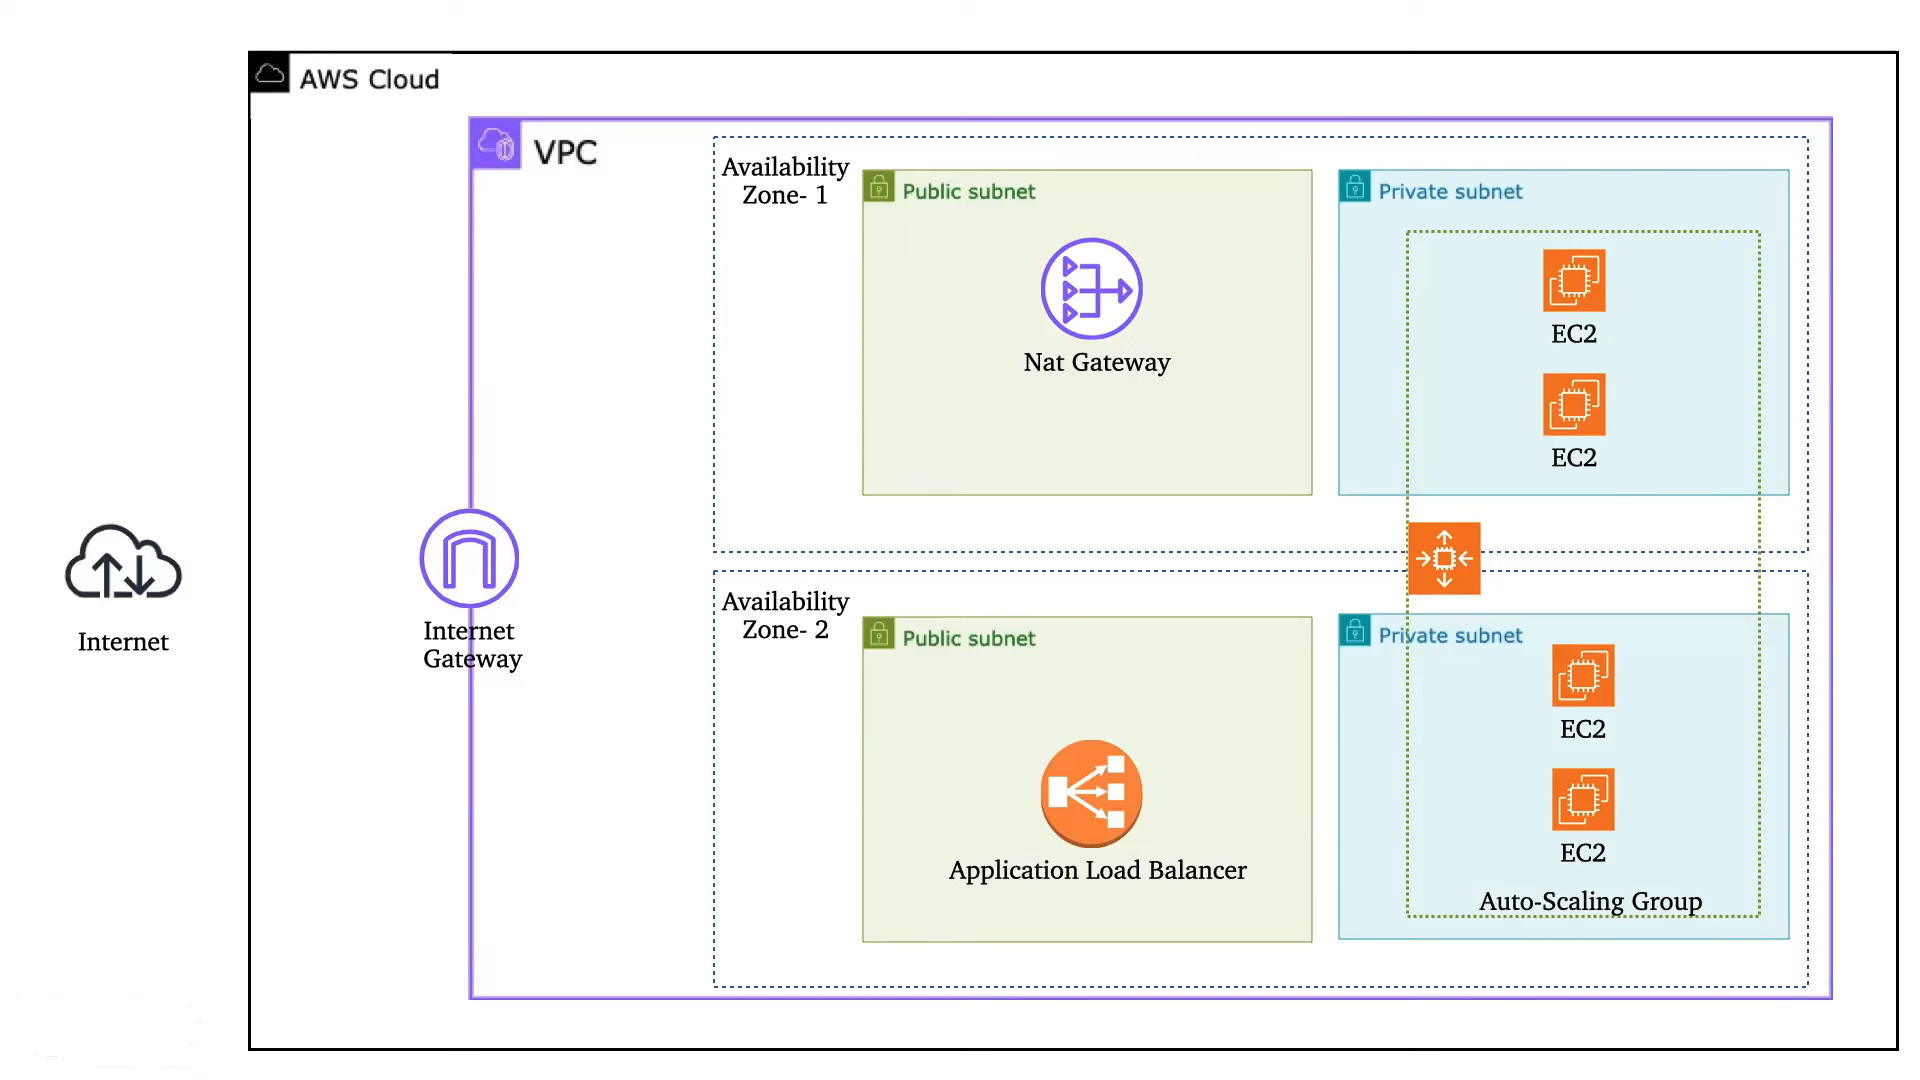 AWS Cloud
VPC
Availability
Zone- 1
Public subnet
Nat Gateway
Private subnet
EC2
EC2
Internet
Internet
Gateway
Availability
Zone- 2
Public subnet
Application Load Balancer
Private subnet
EC2
EC2
Auto-Scaling Group